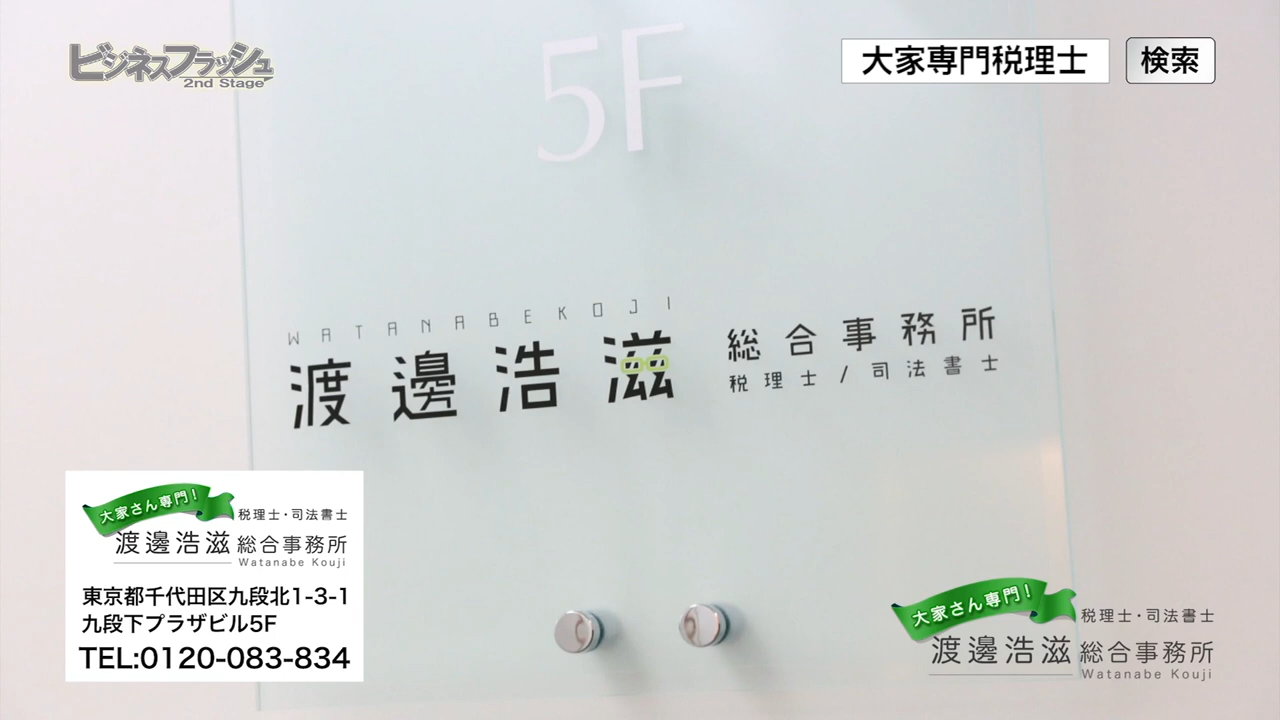 ビジネスフラッシュ
2nd Stage
大家専門税理士
検索
5F
WATANABEKOJI
渡邊浩滋 総合事務所
税理士/司法書士
大家さん専門!
税理士・司法書士
渡邊浩滋 総合事務所
Watanabe Kouji
東京都千代田区九段北1-3-1
九段下プラザビル5F
TEL:0120-083-834
大家さん専門!
税理士・司法書士
渡邊浩滋 総合事務所
Watanabe Kouji